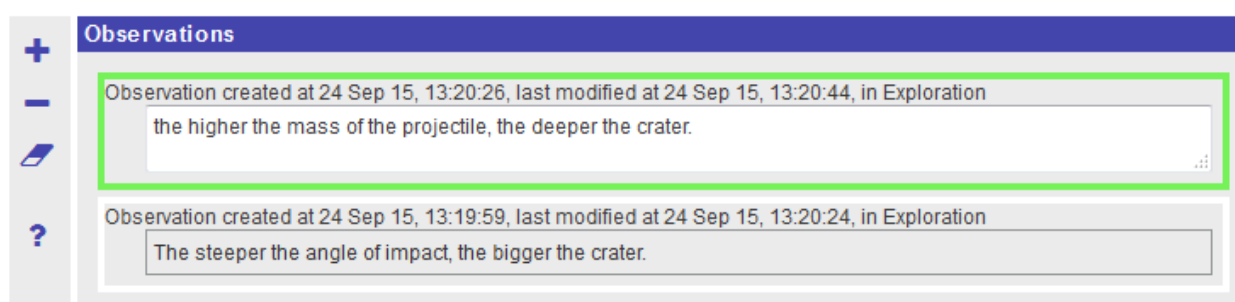 Observations
Observation created at 24 Sep 15, 13:20:26, last modified at 24 Sep 15, 13:20:44, in Exploration
the higher the mass of the projectile, the deeper the crater.
?
Observation created at 24 Sep 15, 13:19:59, last modified at 24 Sep 15, 13:20:24, in Exploration
The steeper the angle of impact, the bigger the crater.